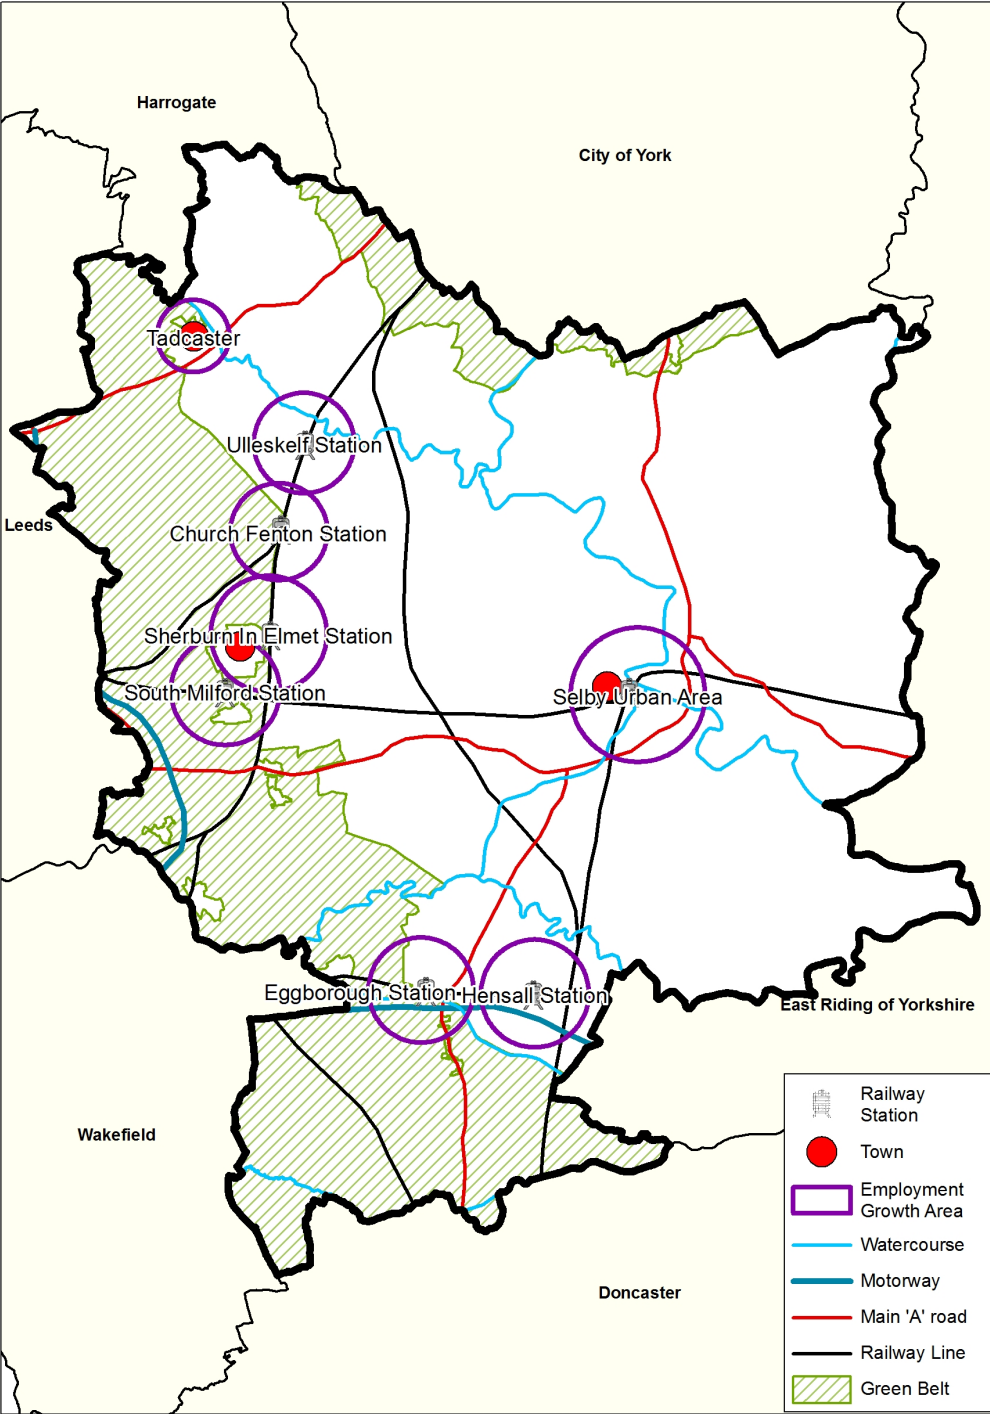 Harrogate
City of York
Tadcaster
Ulleskelf Station
Leeds
Church Fenton Station
Sherburn In Elmet Station
South Milford Station
Selby Urban Area
Eggborough Station
Hensall Station
East Riding of Yorkshire
Wakefield
Doncaster
Railway
Station
Town
Employment
Growth Area
Watercourse
Motorway
Main 'A' road
Railway Line
Green Belt